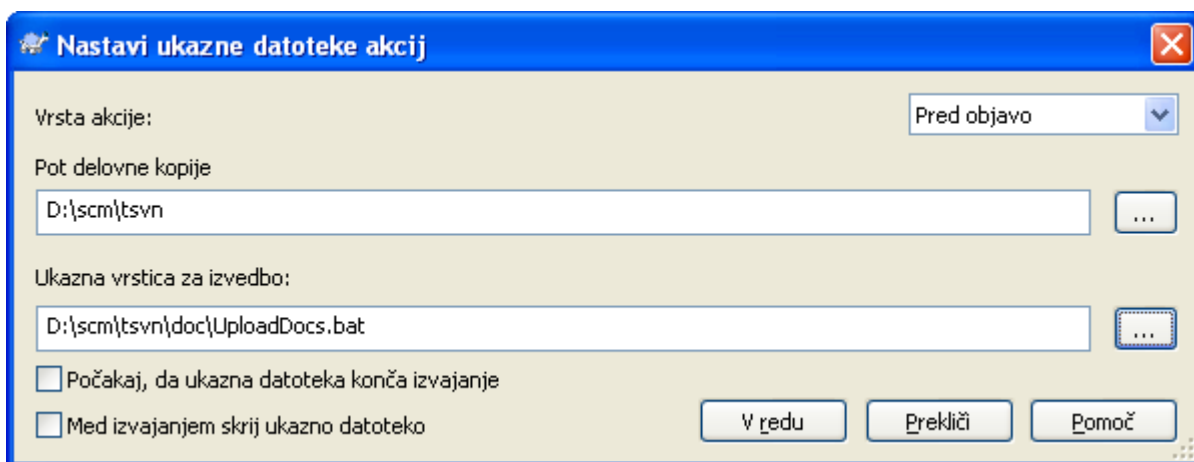 Nastavi ukazne datoteke akcij
Vrsta akcije: Pred objavo
Pot delovne kopije
D:\scm\tsvn ...
Ukazna vrstica za izvedbo:
D:\scm\tsvn\doc\UploadDocs.bat ...
Počakaj, da ukazna datoteka konča izvajanje
Med izvajanjem skrij ukazno datoteko
V redu Prekliči Pomoč